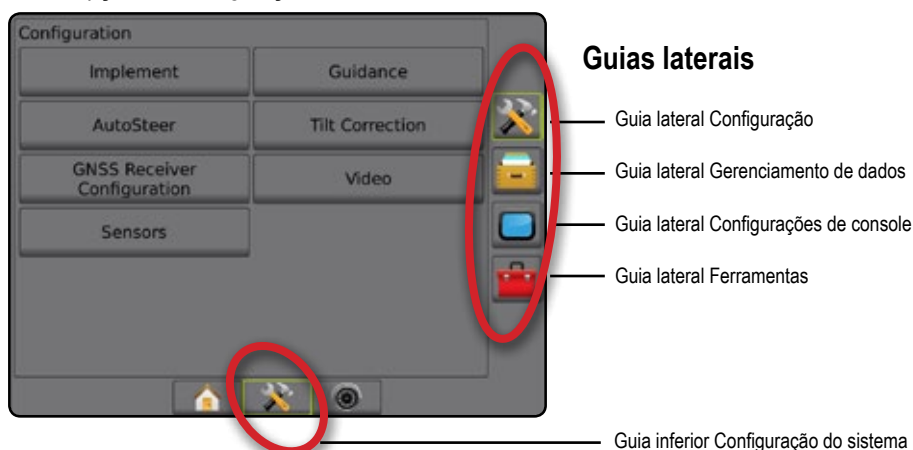 Configuration
Implement
Guidance
AutoSteer
Tilt Correction
GNSS Receiver
Configuration
Video
Sensors
Guias laterais
Guia lateral Configuração
Guia lateral Gerenciamento de dados
Guia lateral Configurações de console
Guia lateral Ferramentas
Guia inferior Configuração do sistema